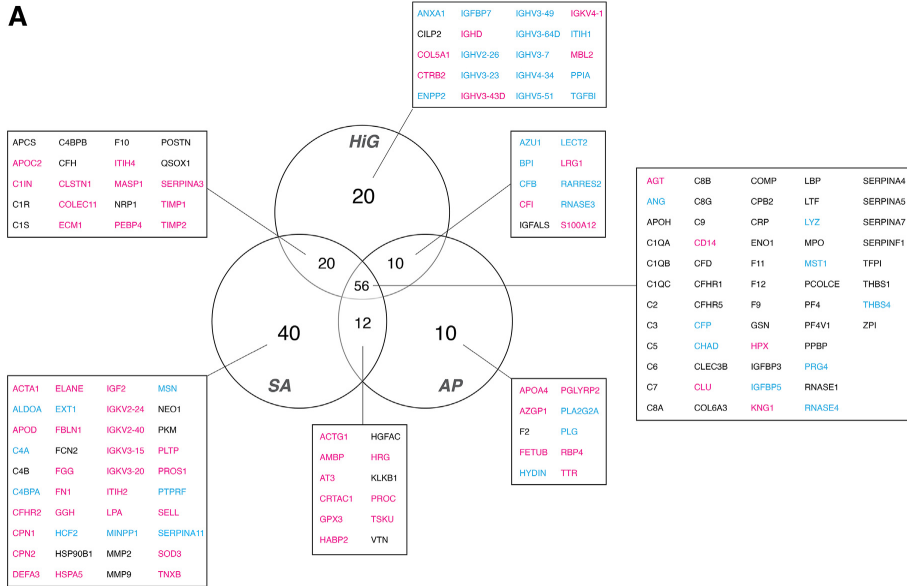 A
ANXA1 IGFBP7 IGHV3-49 IGKV4-1
CILP2 IGHD IGHV3-64D ITIH1
COL5A1 IGHV2-26 IGHV3-7 MBL2
CTRB2 IGHV3-23 IGHV4-34 PPIA
ENPP2 IGHV3-43D IGHV5-51 TGFBI
APCS C4BPB F10 POSTN
APOC2 CFH ITIH4 QSOX1
C1IN CLSTN1 MASP1 SERPINA3
C1R COLEC11 NRP1 TIMP1
C1S ECM1 PEBP4 TIMP2
AZU1 LECT2
BPI LRG1
CFB RARRES2
CFI RNASE3
IGFALS S100A12
HiG
20
20
10
56
40
12
10
SA
AP
AGT C8B COMP LBP SERPINA4
ANG C8G CPB2 LTF SERPINA5
APOH C9 CRP LYZ SERPINA7
C1QA CD14 ENO1 MPO SERPINF1
C1QB CFD F11 MST1 TFPI
C1QC CFHR1 F12 PCOLCE THBS1
C2 CFHR5 F9 PF4 THBS4
C3 CFP GSN PF4V1 ZPI
C5 CHAD HPX PPBP
C6 CLEC3B IGFBP3 PRG4
C7 CLU IGFBP5 RNASE1
C8A COL6A3 KNG1 RNASE4
ACTA1 ELANE IGF2 MSN
ALDOA EXT1 IGKV2-24 NEO1
APOD FBLN1 IGKV2-40 PKM
C4A FCN2 IGKV3-15 PLTP
C4B FGG IGKV3-20 PROS1
C4BPA FN1 ITIH2 PTPRF
CFHR2 GGH LPA SELL
CPN1 HCF2 MINPP1 SERPINA11
CPN2 HSP90B1 MMP2 SOD3
DEFA3 HSPA5 MMP9 TNXB
ACTG1 HGFAC
AMBP HRG
AT3 KLKB1
CRTAC1 PROC
GPX3 TSKU
HABP2 VTN
APOA4 PGLYRP2
AZGP1 PLA2G2A
F2 PLG
FETUB RBP4
HYDIN TTR